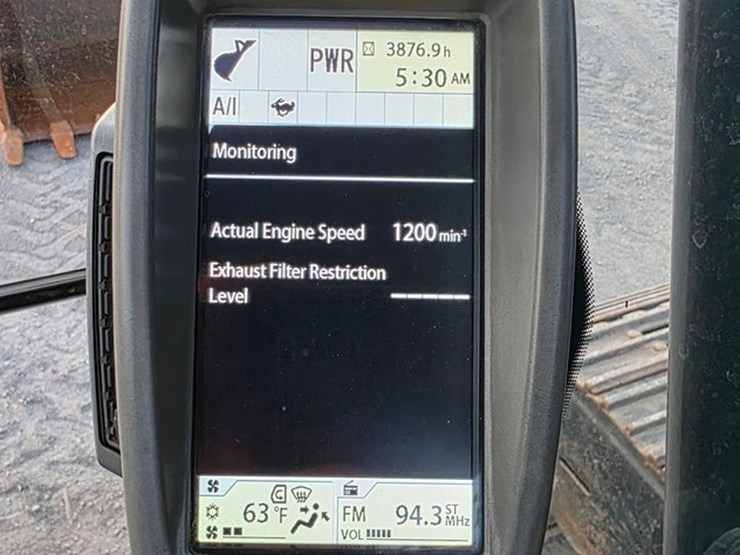 PWR
3876.9h
5:30 AM
A/I
Monitoring
Actual Engine Speed 1200 min⁻¹
Exhaust Filter Restriction
Level -----
63 °F
FM 94.3 ST MHz
VOL